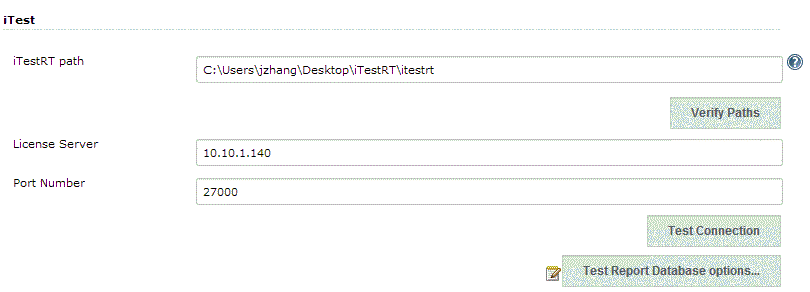 iTest
iTestRT path
C:\Users\jzhang\Desktop\iTestRT\itestrt
?
Verify Paths
License Server
10.10.1.140
Port Number
27000
Test Connection
Test Report Database options...